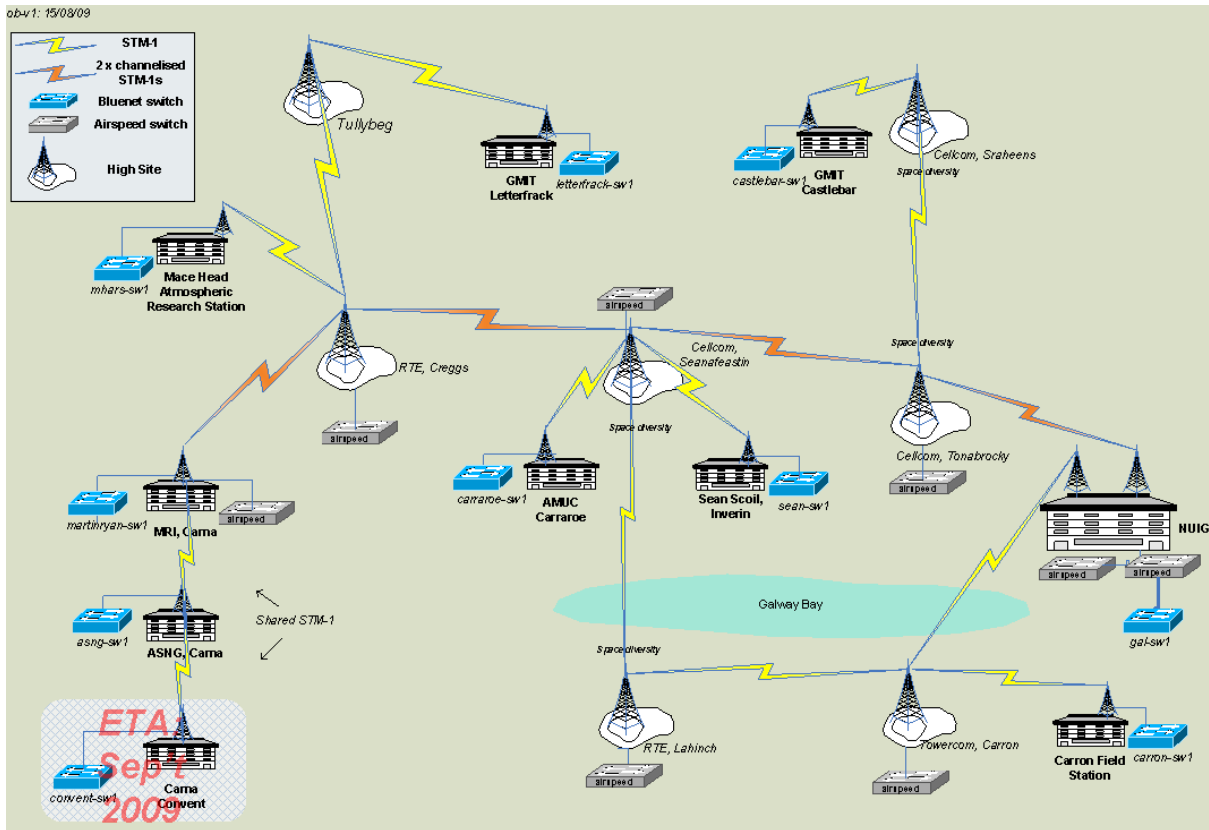 ob-v1: 15/08/09
STM-1
2 x channelised
STM-1s
Bluenet switch
Airspeed switch
High Site
Tullybeg
GMIT
Letterfrack
letterfrack-sw1
castlebar-sw1
GMIT
Castlebar
Cellcom, Sraheens
Space diversity
mhars-sw1
Mace Head
Atmospheric
Research Station
airspeed
RTE, Creggs
airspeed
Cellcom,
Seanafeastin
Space diversity
Space diversity
Cellcom, Tonabrocky
airspeed
martinryan-sw1
MRI, Carna
airspeed
carraroe-sw1
AMUC
Carraroe
Sean Scoil,
Inverin
sean-sw1
NUIG
airspeed
airspeed
gal-sw1
asng-sw1
ASNG, Carna
Shared STM-1
Galway Bay
Space diversity
RTE, Lahinch
airspeed
Towercom, Carron
airspeed
Carron Field
Station
carron-sw1
ETA:
Sep't
2009
convent-sw1
Carna
Convent